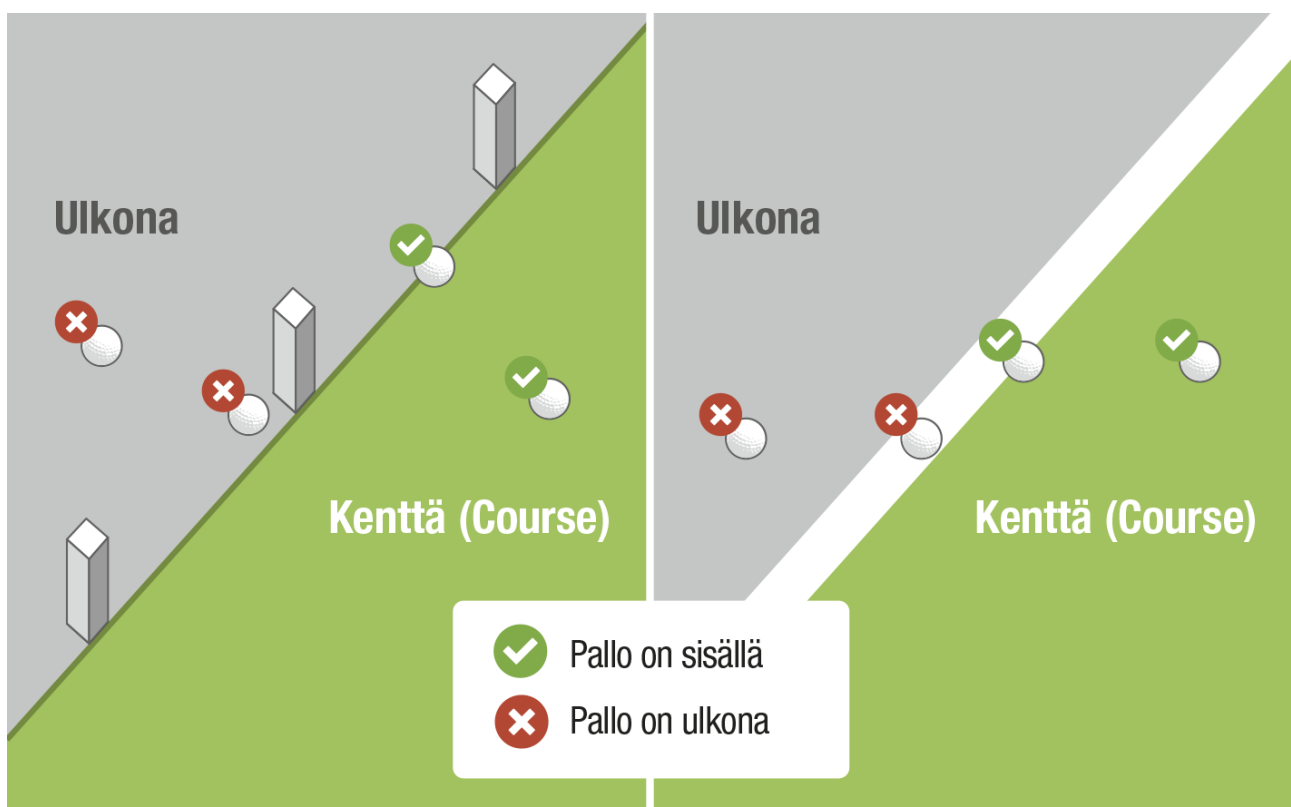 Ulkona
Kenttä (Course)
Ulkona
Kenttä (Course)
Pallo on sisällä
Pallo on ulkona